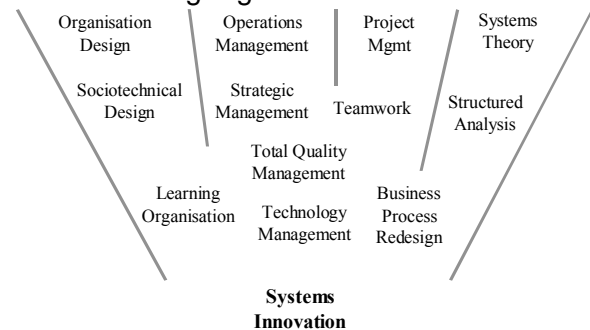 Organisation
Design
Operations
Management
Project
Mgmt
Systems
Theory
Sociotechnical
Design
Strategic
Management
Teamwork
Structured
Analysis
Total Quality
Management
Learning
Organisation
Technology
Management
Business
Process
Redesign
Systems
Innovation